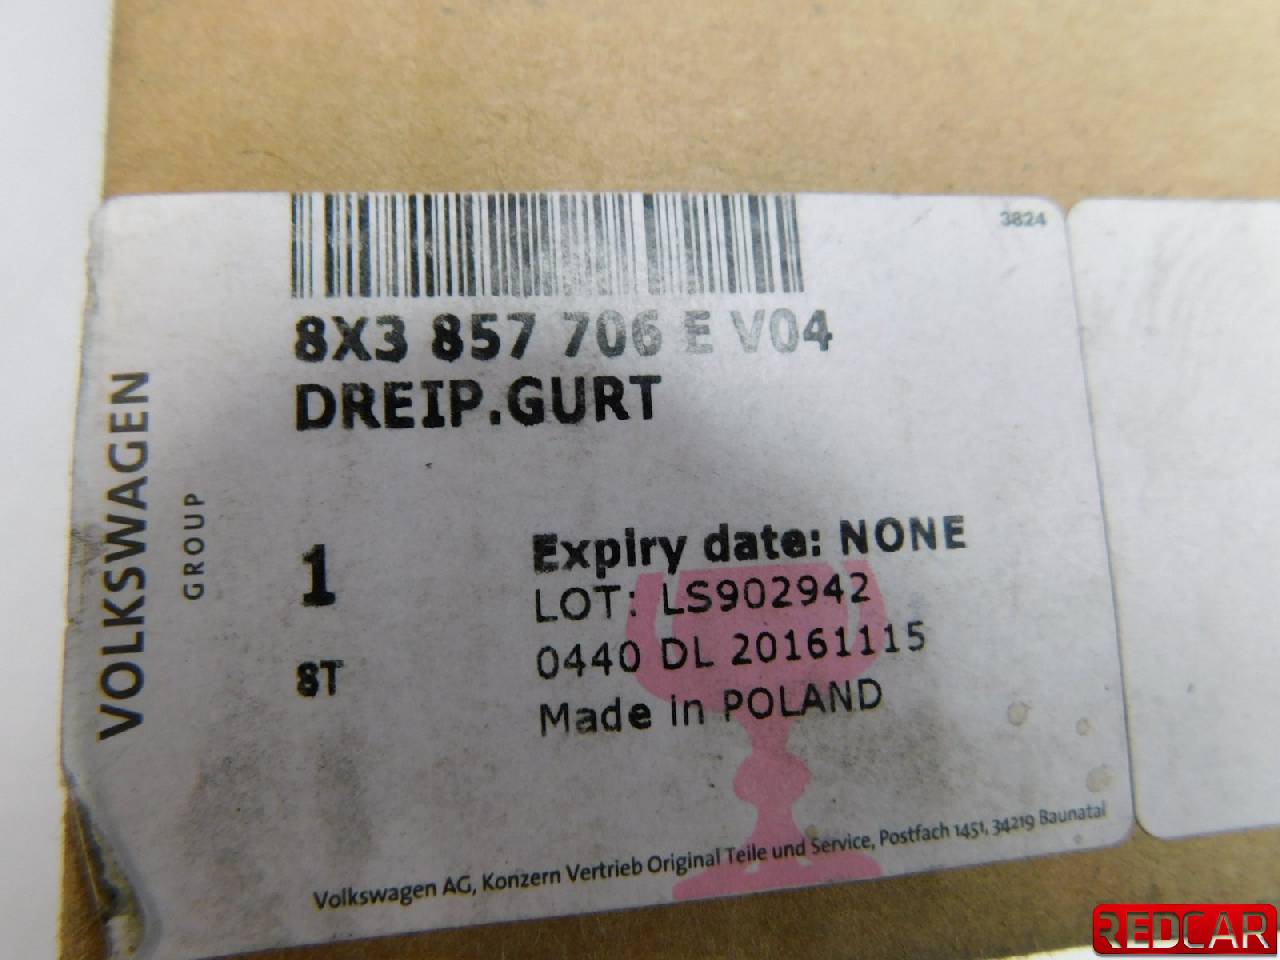 3824
8X3 857 706 E V04
DREIP.GURT
VOLKSWAGEN
GROUP
1
ST
Expiry date: NONE
LOT: LS902942
0440 DL 20161115
Made in POLAND
Volkswagen AG, Konzern Vertrieb Original Teile und Service, Postfach 1451, 34219 Baunatal
REDCAR